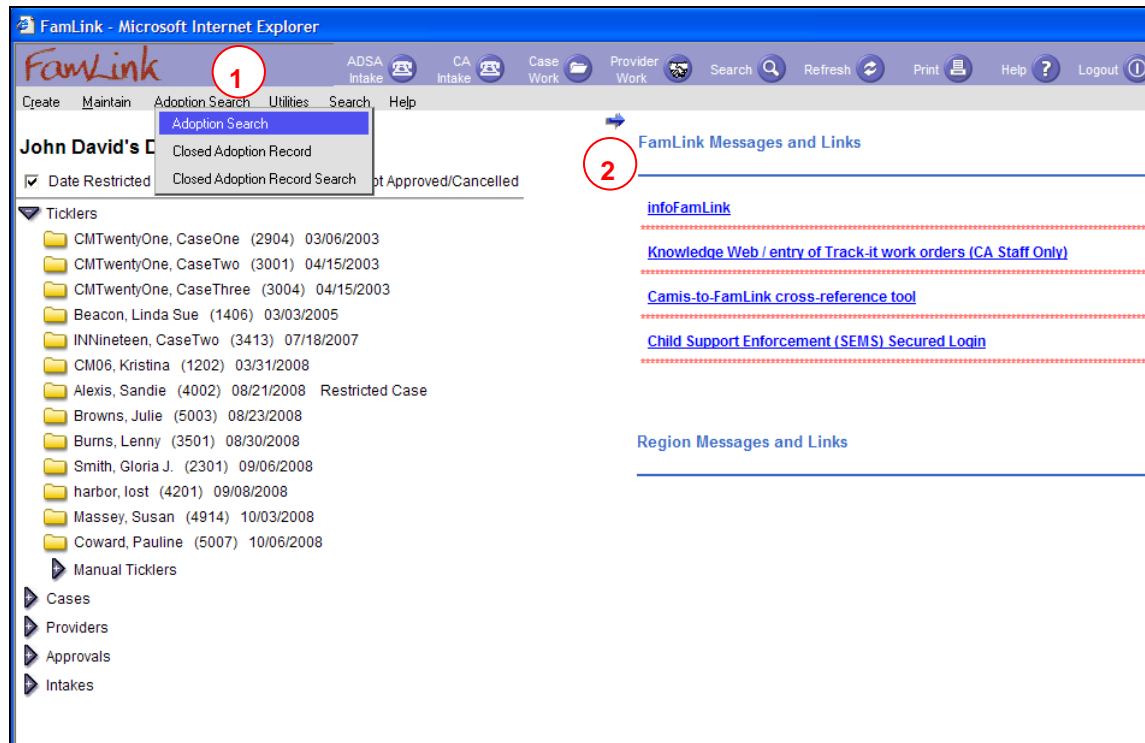 FamLink - Microsoft Internet Explorer
FamLink
1
ADSA Intake
CA Intake
Case Work
Provider Work
Search
Refresh
Print
Help
?
Logout
Create Maintain Adoption Search Utilities Search Help
Adoption Search
Closed Adoption Record
Closed Adoption Record Search
John David's D
Date Restricted
pt Approved/Cancelled
Ticklers
CMTwentyOne, CaseOne (2904) 03/06/2003
CMTwentyOne, CaseTwo (3001) 04/15/2003
CMTwentyOne, CaseThree (3004) 04/15/2003
Beacon, Linda Sue (1406) 03/03/2005
INNineteen, CaseTwo (3413) 07/18/2007
CM06, Kristina (1202) 03/31/2008
Alexis, Sandie (4002) 08/21/2008 Restricted Case
Browns, Julie (5003) 08/23/2008
Burns, Lenny (3501) 08/30/2008
Smith, Gloria J. (2301) 09/06/2008
harbor, lost (4201) 09/08/2008
Massey, Susan (4914) 10/03/2008
Coward, Pauline (5007) 10/06/2008
Manual Ticklers
Cases
Providers
Approvals
Intakes
2
FamLink Messages and Links
infoFamLink
Knowledge Web / entry of Track-it work orders (CA Staff Only)
Camis-to-FamLink cross-reference tool
Child Support Enforcement (SEMS) Secured Login
Region Messages and Links